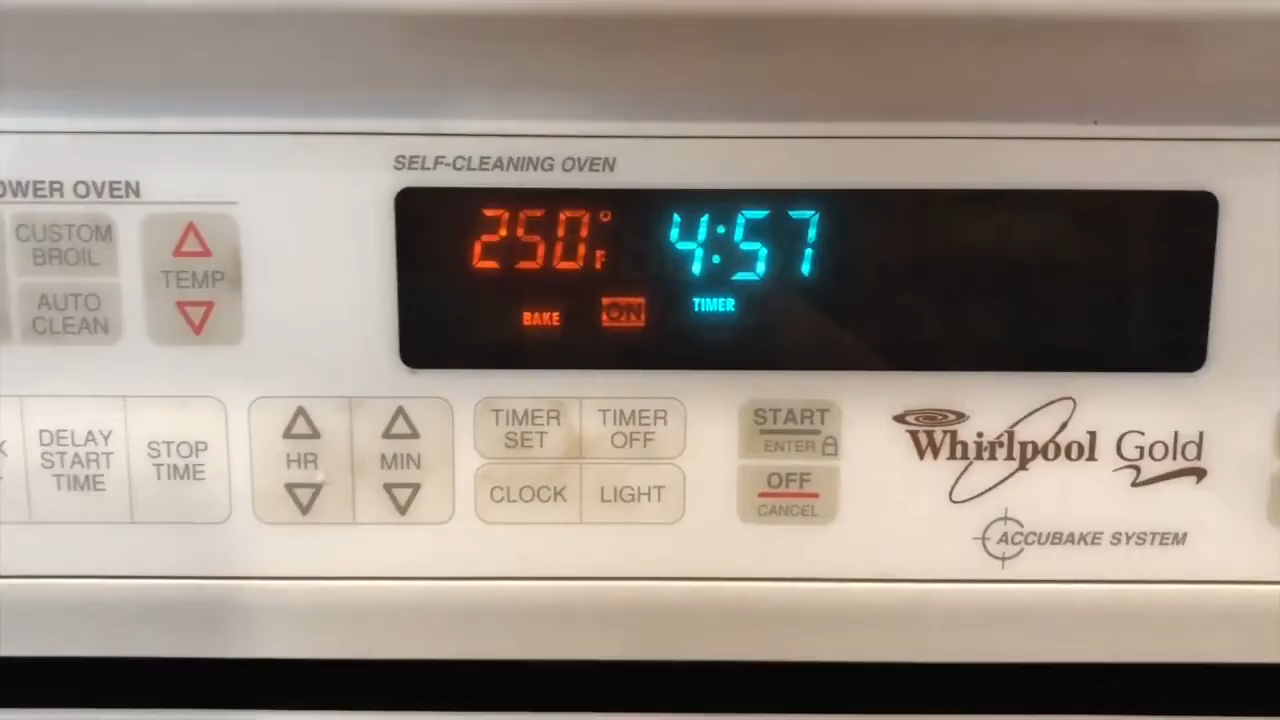 SELF-CLEANING OVEN
OWER OVEN
CUSTOM
BROIL
AUTO
CLEAN
TEMP
250°F
4:57
BAKE
ON
TIMER
DELAY
START
TIME
STOP
TIME
HR
MIN
TIMER
SET
TIMER
OFF
CLOCK
LIGHT
START
ENTER
OFF
CANCEL
Whirlpool Gold
ACCUBAKE SYSTEM